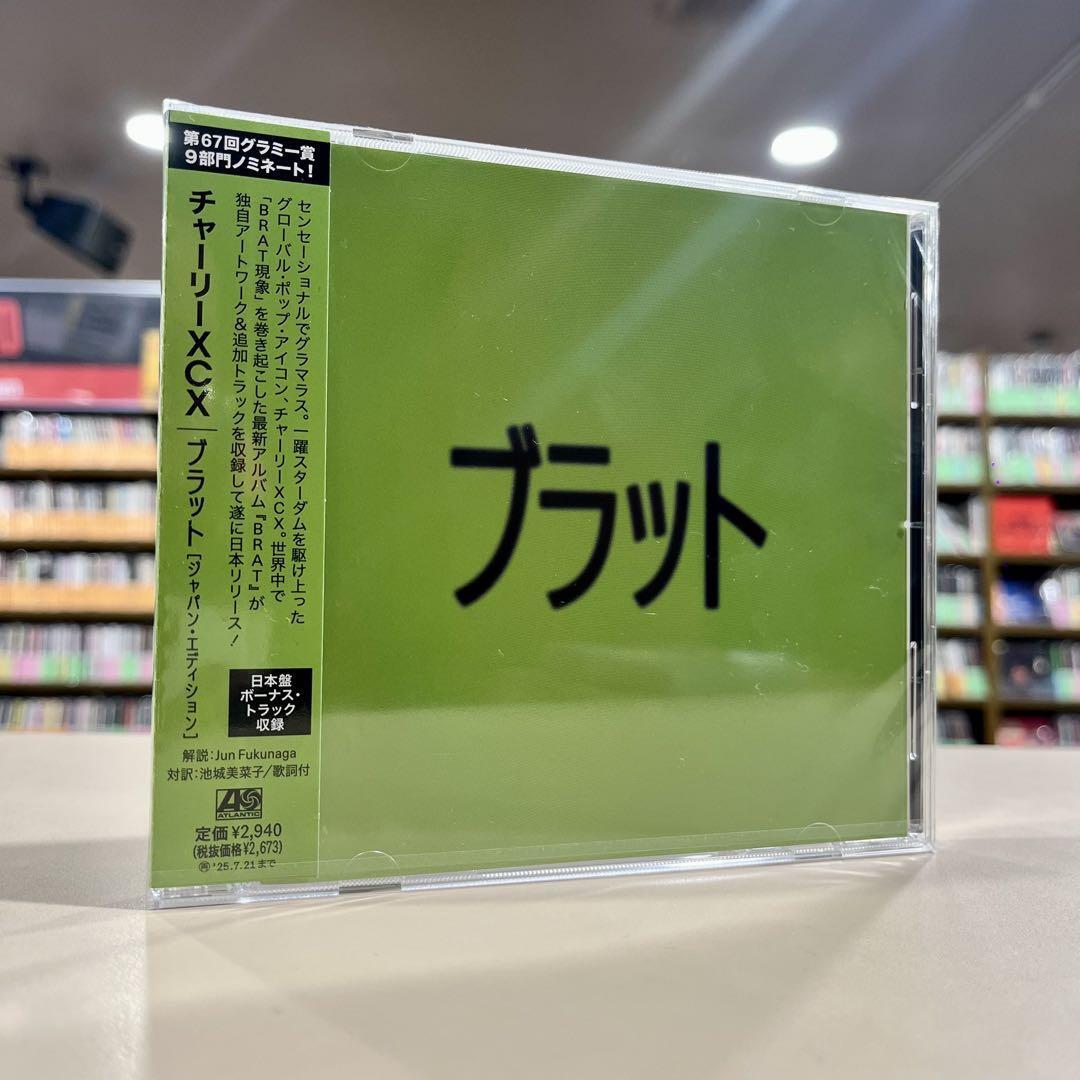 第67回グラミー賞
9部門ノミネート!
チャーリーXCX|ブラット[ジャパン・エディション]
センセーショナルでグラマラス。一躍スターダムを駆け上った
グローバル・ポップ・アイコン、チャーリーXCX。世界中で
「BRAT現象」を巻き起こした最新アルバム『BRAT』が
独自アートワーク&追加トラックを収録して遂に日本リリース!
日本盤
ボーナス・
トラック
収録
解説:Jun Fukunaga
対訳:池城美菜子/歌詞付
ATLANTIC
定価¥2,940
(税抜価格¥2,673)
㊢'25.7.21まで
ブラット